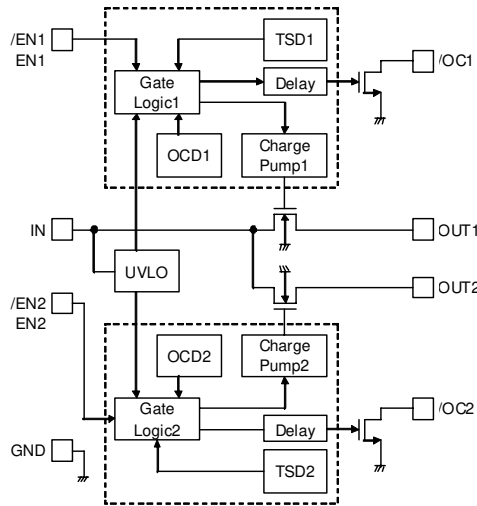 /EN1
EN1
TSD1
/OC1
Gate
Logic1
Delay
OCD1
Charge
Pump1
IN
OUT1
UVLO
OUT2
/EN2
EN2
OCD2
Charge
Pump2
Gate
Logic2
Delay
/OC2
GND
TSD2